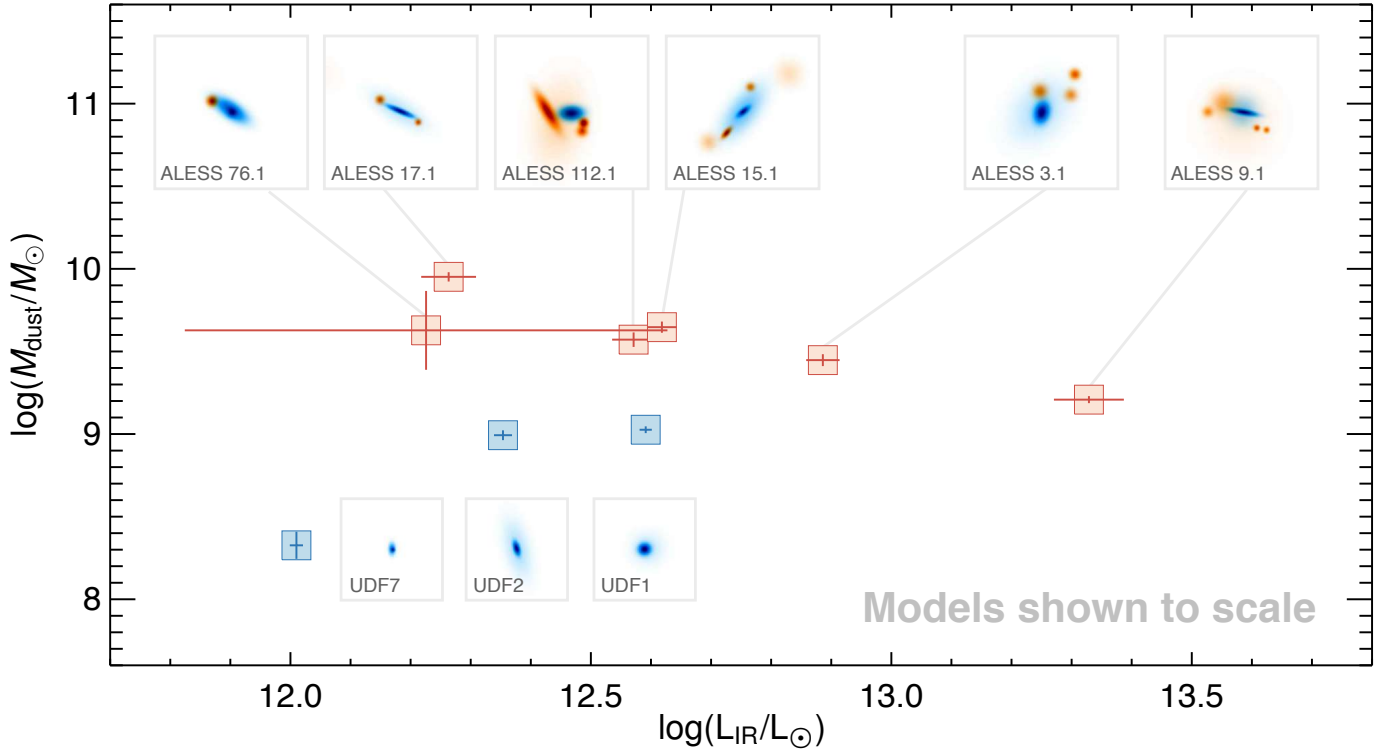 11
10
9
8
log(M_dust/M_⊙)
ALESS 76.1
ALESS 17.1
ALESS 112.1
ALESS 15.1
ALESS 3.1
ALESS 9.1
UDF7
UDF2
UDF1
Models shown to scale
12.0
12.5
13.0
13.5
log(L_IR/L_⊙)